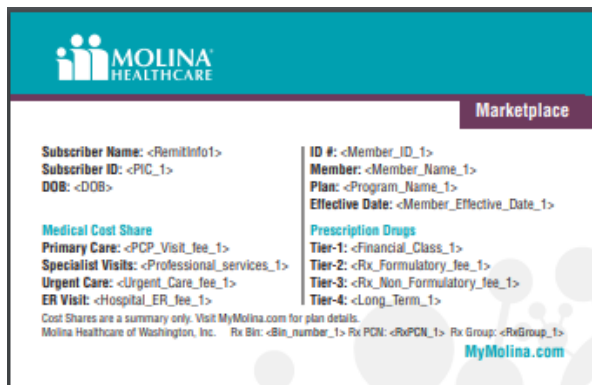 MOLINA
HEALTHCARE
Marketplace
Subscriber Name: <RemitInfo1>
Subscriber ID: <PIC_1>
DOB: <DOB>
ID #: <Member_ID_1>
Member: <Member_Name_1>
Plan: <Program_Name_1>
Effective Date: <Member_Effective_Date_1>
Medical Cost Share
Primary Care: <PCP_Visit_fee_1>
Specialist Visits: <Professional_services_1>
Urgent Care: <Urgent_Care_fee_1>
ER Visit: <Hospital_ER_fee_1>
Prescription Drugs
Tier-1: <Financial_Class_1>
Tier-2: <Rx_Formulatory_fee_1>
Tier-3: <Rx_Non_Formulatory_fee_1>
Tier-4: <Long_Term_1>
Cost Shares are a summary only. Visit MyMolina.com for plan details.
Molina Healthcare of Washington, Inc. Rx Bin: <Bin_number_1> Rx PCN: <RxPCN_1> Rx Group: <RxGroup_1>
MyMolina.com